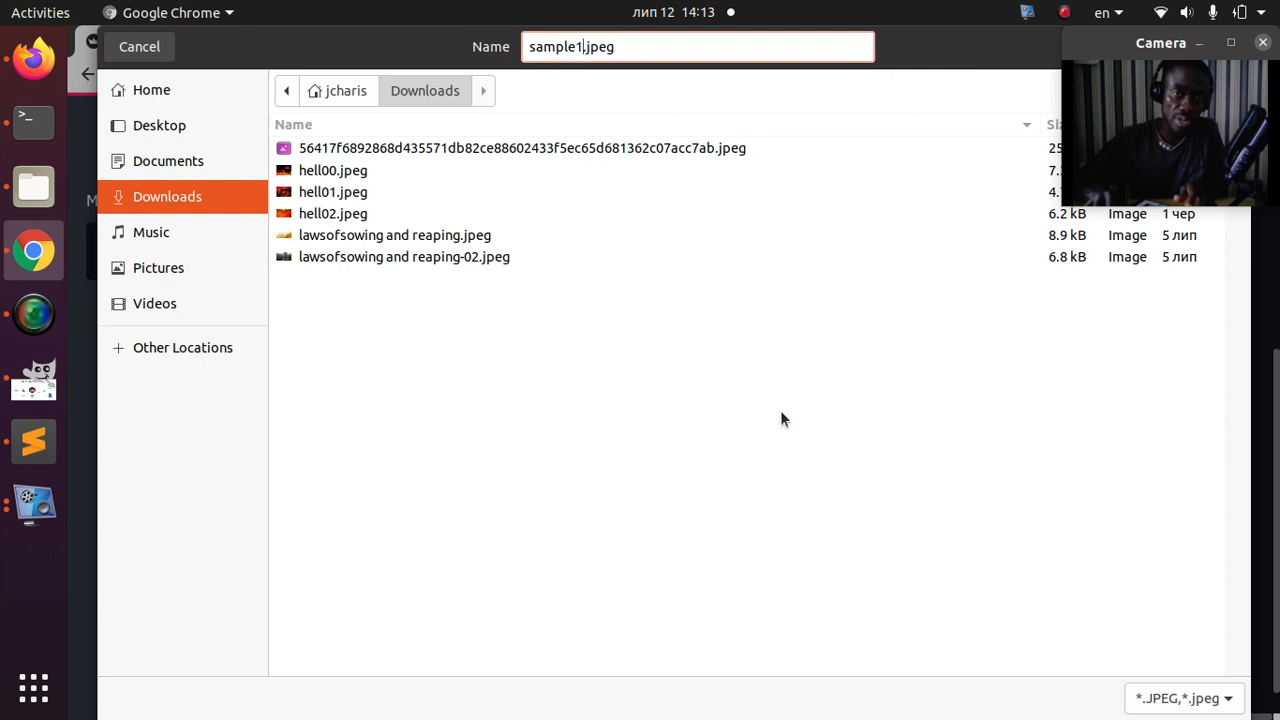 Activities Google Chrome лип 12 14:13 en
Cancel Name sample1.jpeg Camera
Home jcharis Downloads
Desktop Name
Documents 56417f6892868d435571db82ce88602433f5ec65d681362c07acc7ab.jpeg
Downloads hell00.jpeg
hell01.jpeg
hell02.jpeg 6.2 kB Image 1 чер
Music lawsofsowing and reaping.jpeg 8.9 kB Image 5 лип
Pictures lawsofsowing and reaping-02.jpeg 6.8 kB Image 5 лип
Videos
Other Locations
*.JPEG,*.jpeg